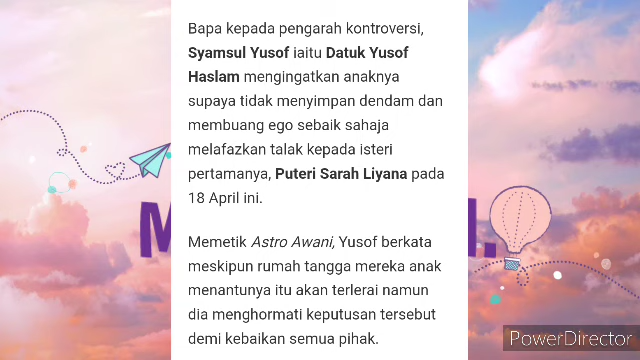 Bapa kepada pengarah kontroversi,
Syamsul Yusof iaitu Datuk Yusof
Haslam mengingatkan anaknya
supaya tidak menyimpan dendam dan
membuang ego sebaik sahaja
melafazkan talak kepada isteri
pertamanya, Puteri Sarah Liyana pada
18 April ini.
Memetik Astro Awani, Yusof berkata
meskipun rumah tangga mereka anak
menantunya itu akan terlerai namun
dia menghormati keputusan tersebut
demi kebaikan semua pihak.
PowerDirector